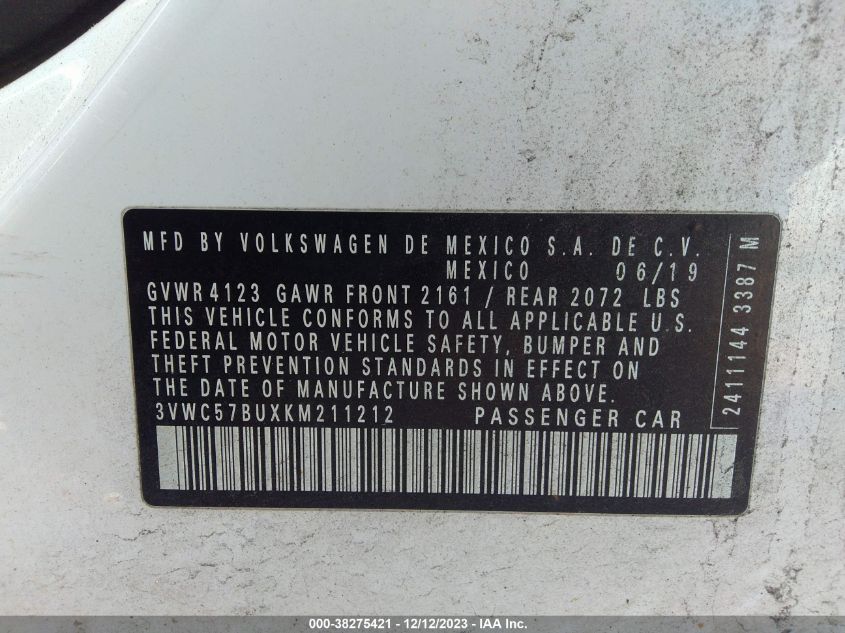 MFD BY VOLKSWAGEN DE MEXICO S.A. DE C.V.
MEXICO 06/19
GVWR 4123 GAWR FRONT 2161 / REAR 2072 LBS
THIS VEHICLE CONFORMS TO ALL APPLICABLE U.S.
FEDERAL MOTOR VEHICLE SAFETY, BUMPER AND
THEFT PREVENTION STANDARDS IN EFFECT ON
THE DATE OF MANUFACTURE SHOWN ABOVE.
3VWC57BUXKM211212 PASSENGER CAR
2411144 3387 M
000-38275421 - 12/12/2023 - IAA Inc.